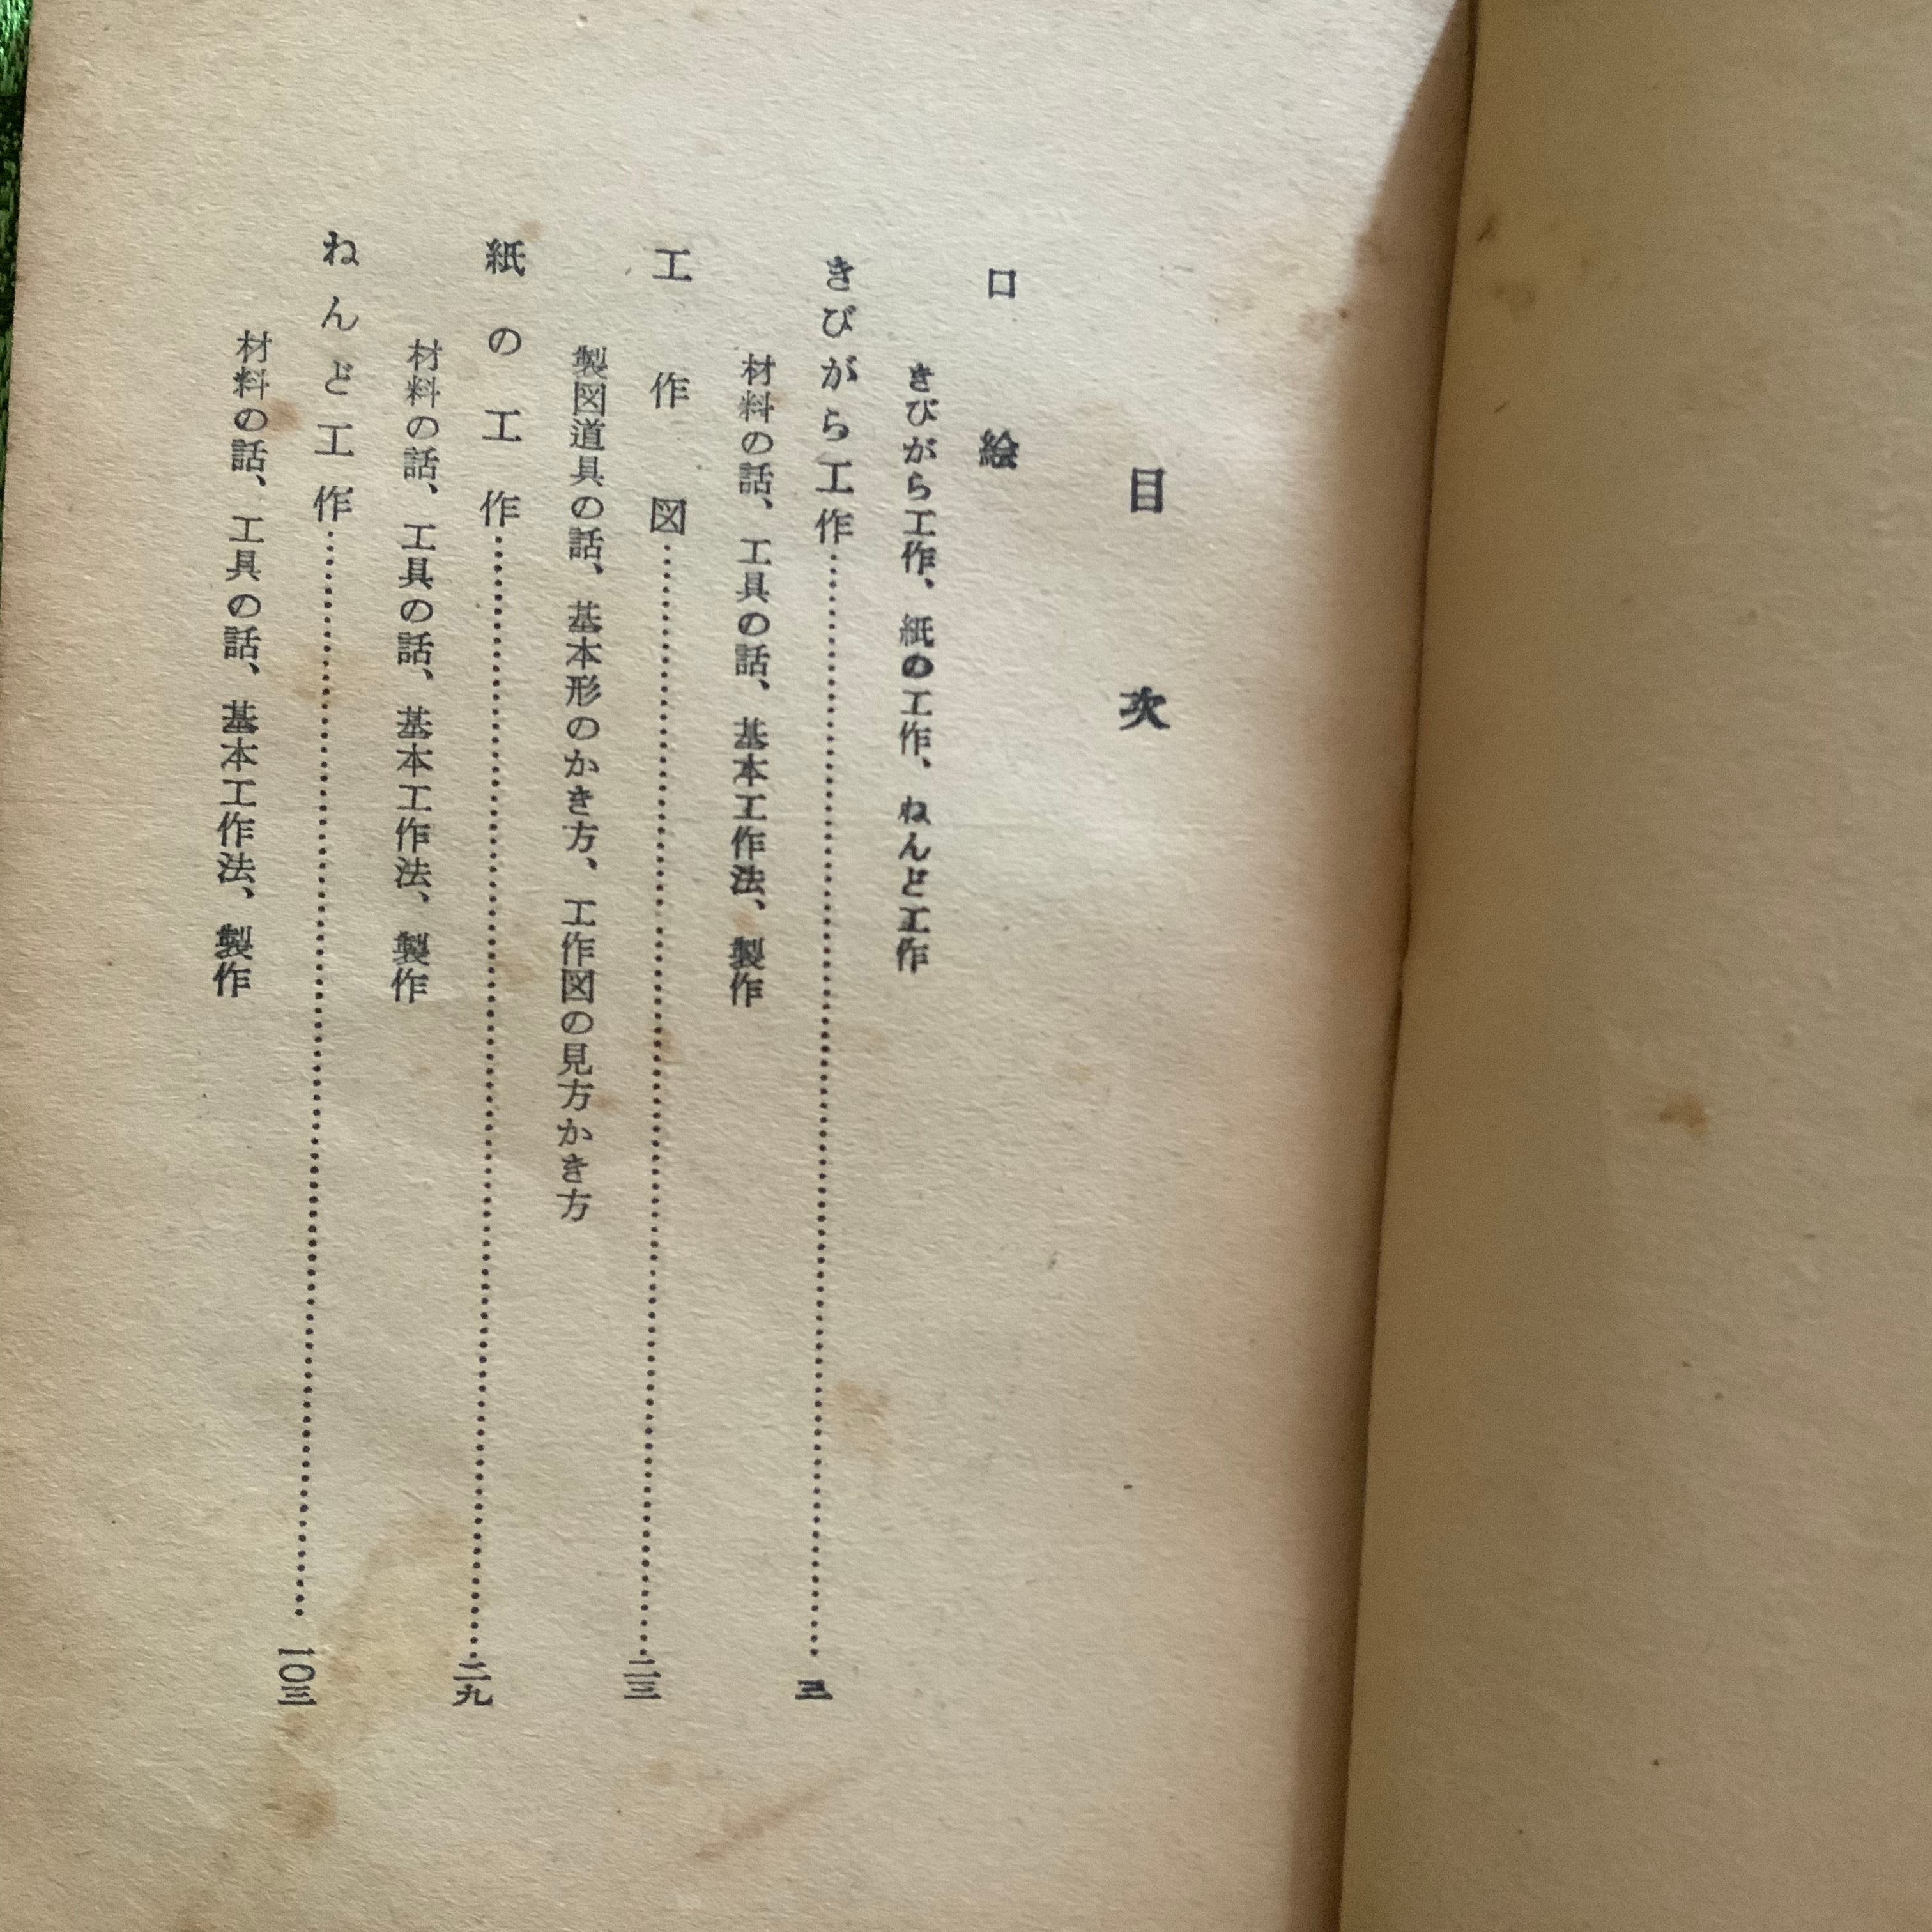 目次
口絵
きびがら工作、紙の工作、ねんど工作
きびがら工作……………………三
材料の話、工具の話、基本工作法、製作
工作図……………………二三
製図道具の話、基本形のかき方、工作図の見方かき方
紙の工作……………………二九
材料の話、工具の話、基本工作法、製作
ねんど工作……………………一〇三
材料の話、工具の話、基本工作法、製作